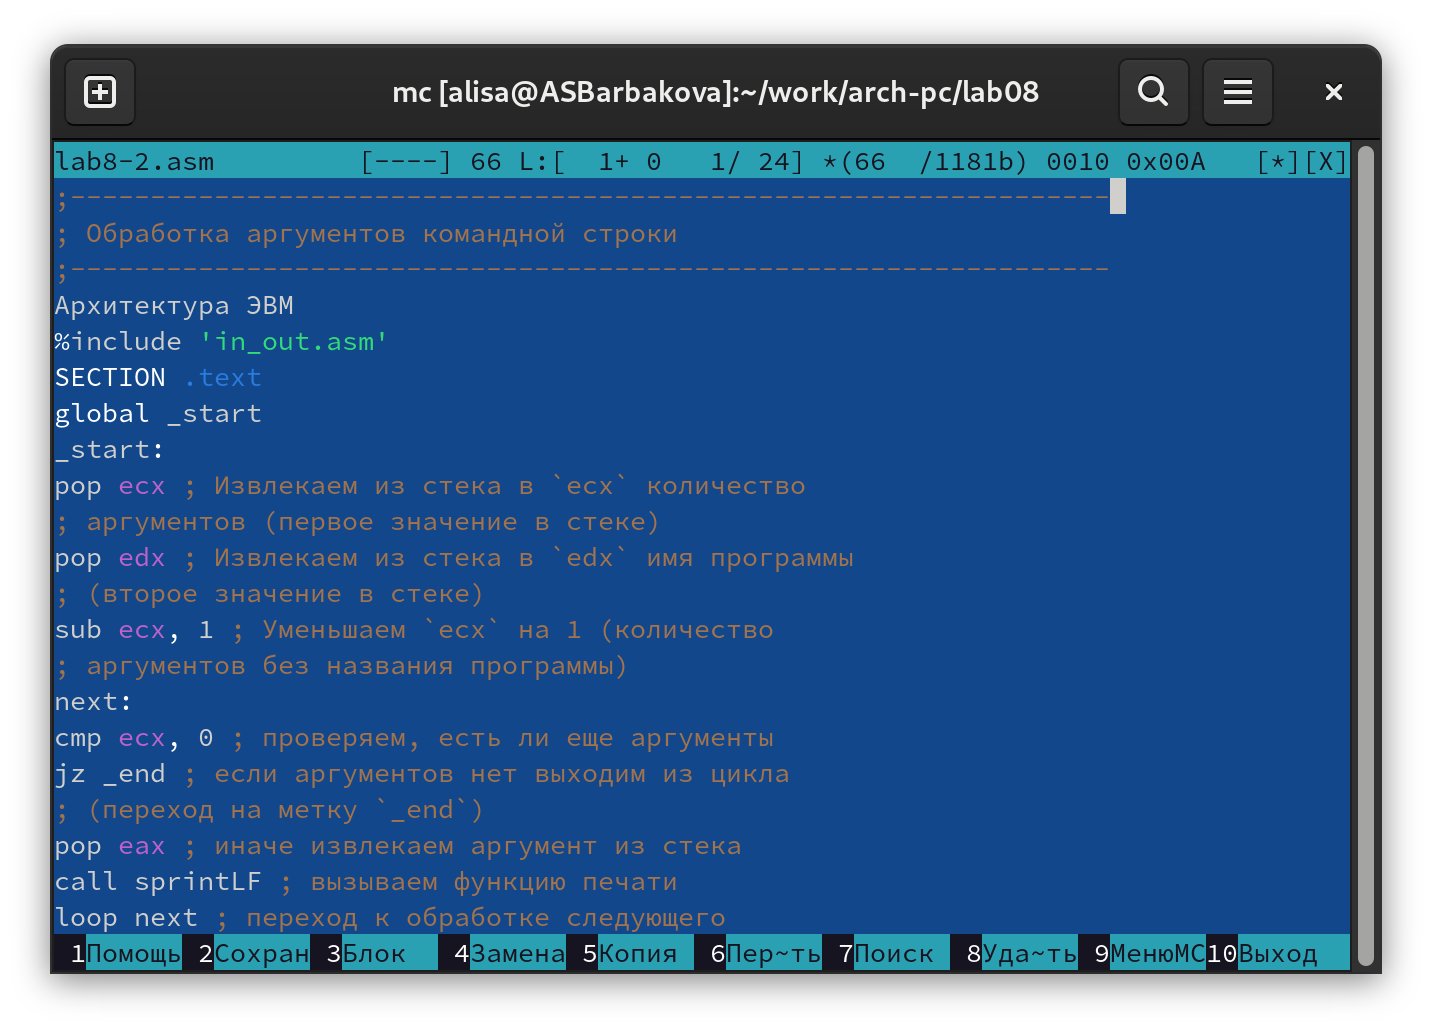 mc [alisa@ASBarbakova]:~/work/arch-pc/lab08
lab8-2.asm [----] 66 L:[ 1+ 0 1/ 24] *(66 /1181b) 0010 0x00A [*][X]
;-----------------------------------------------------------------
; Обработка аргументов командной строки
;-----------------------------------------------------------------
Архитектура ЭВМ
%include 'in_out.asm'
SECTION .text
global _start
_start:
pop ecx ; Извлекаем из стека в `ecx` количество
; аргументов (первое значение в стеке)
pop edx ; Извлекаем из стека в `edx` имя программы
; (второе значение в стеке)
sub ecx, 1 ; Уменьшаем `ecx` на 1 (количество
; аргументов без названия программы)
next:
cmp ecx, 0 ; проверяем, есть ли еще аргументы
jz _end ; если аргументов нет выходим из цикла
; (переход на метку `_end`)
pop eax ; иначе извлекаем аргумент из стека
call sprintLF ; вызываем функцию печати
loop next ; переход к обработке следующего
1Помощь 2Сохран 3Блок 4Замена 5Копия 6Пер~ть 7Поиск 8Уда~ть 9МенюMC 10Выход